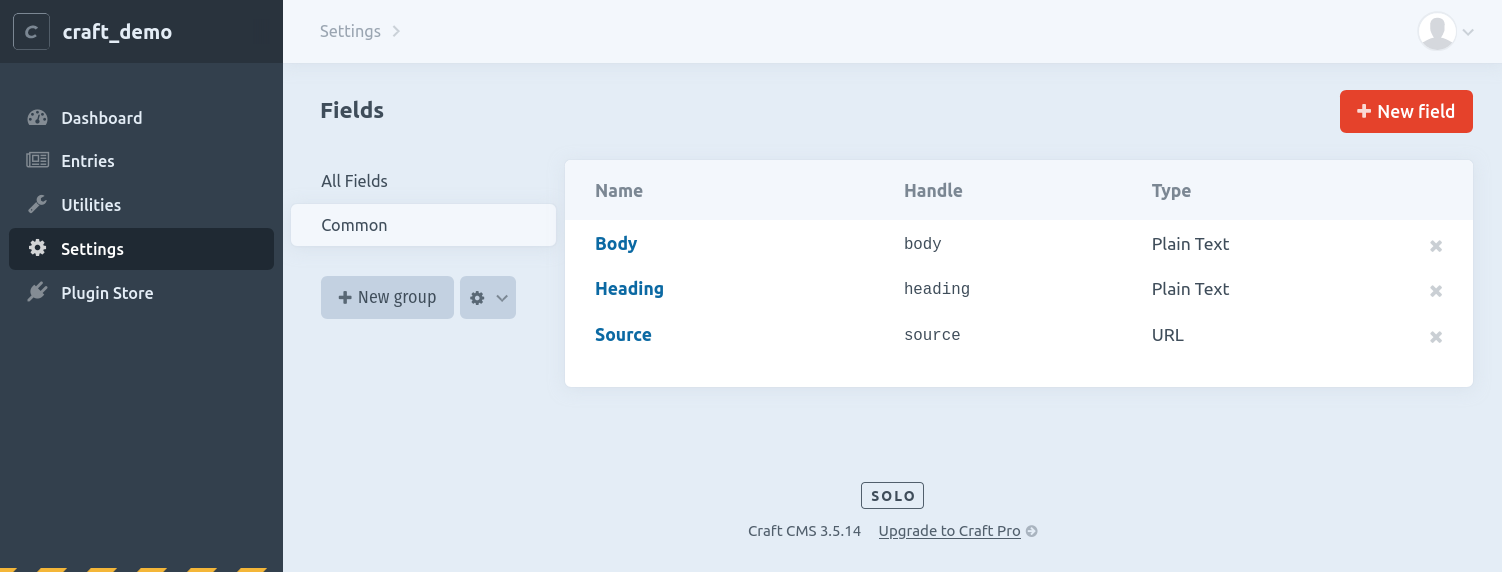 C craft_demo
Settings
Dashboard
Entries
Utilities
Settings
Plugin Store
Fields
+ New field
All Fields
Common
+ New group
Name Handle Type
Body body Plain Text
Heading heading Plain Text
Source source URL
SOLO
Craft CMS 3.5.14 Upgrade to Craft Pro